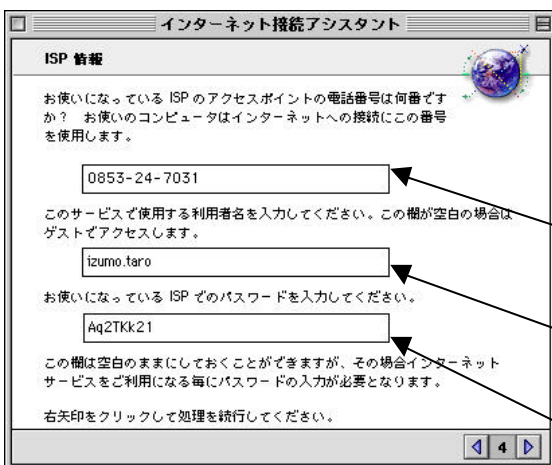 インターネット接続アシスタント
ISP 情報
お使いになっている ISP のアクセスポイントの電話番号は何番です
か？ お使いのコンピュータはインターネットへの接続にこの番号
を使用します。
0853-24-7031
このサービスで使用する利用者名を入力してください。この欄が空白の場合は
ゲストでアクセスします。
izumo.taro
お使いになっている ISP でのパスワードを入力してください。
Aq2TKk21
この欄は空白のままにしておくことができますが、その場合インターネット
サービスをご利用になる毎にパスワードの入力が必要となります。
右矢印をクリックして処理を続行してください。
4